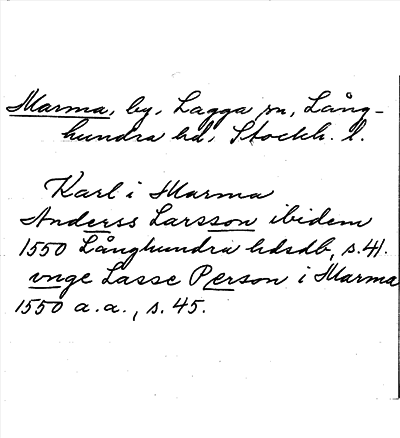 Marma, by, Lagga sn, Lång-
hundra hd, Stockh. l.
Karl i Marma
Anderss Larsson ibidem
1550 Långhundra hdsdb, s. 41.
vnge Lasse Person i Marma
1550 a. a., s. 45.